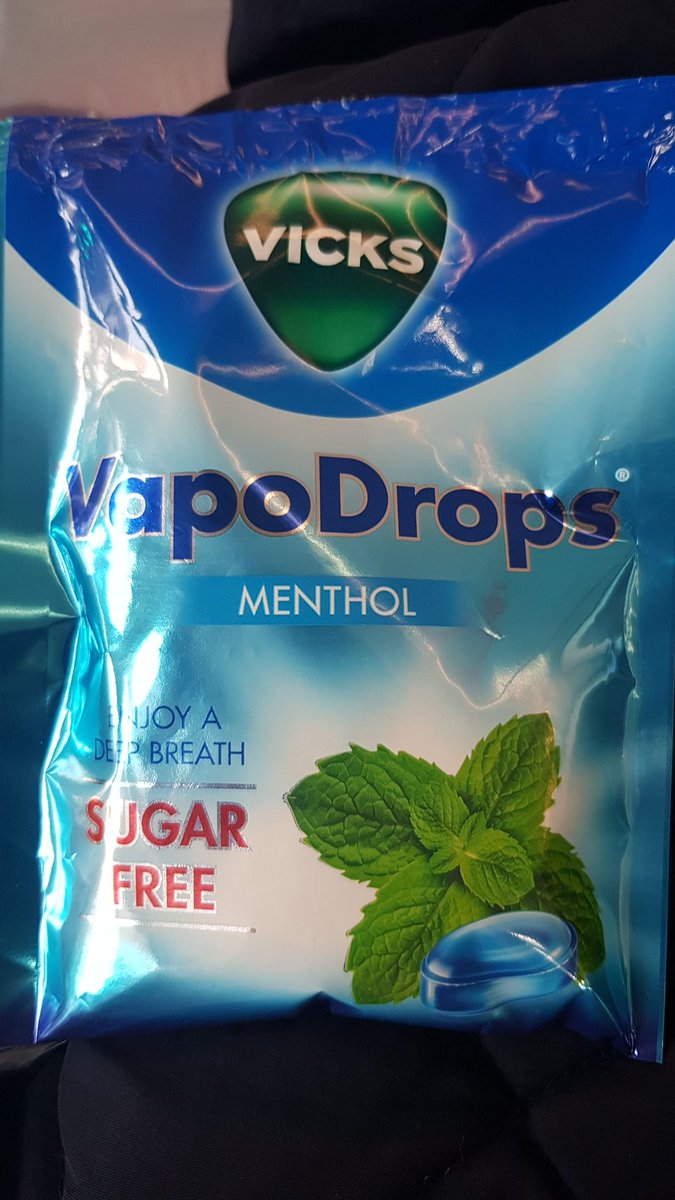 VICKS
VapoDrops®
MENTHOL
ENJOY A
DEEP BREATH
SUGAR
FREE